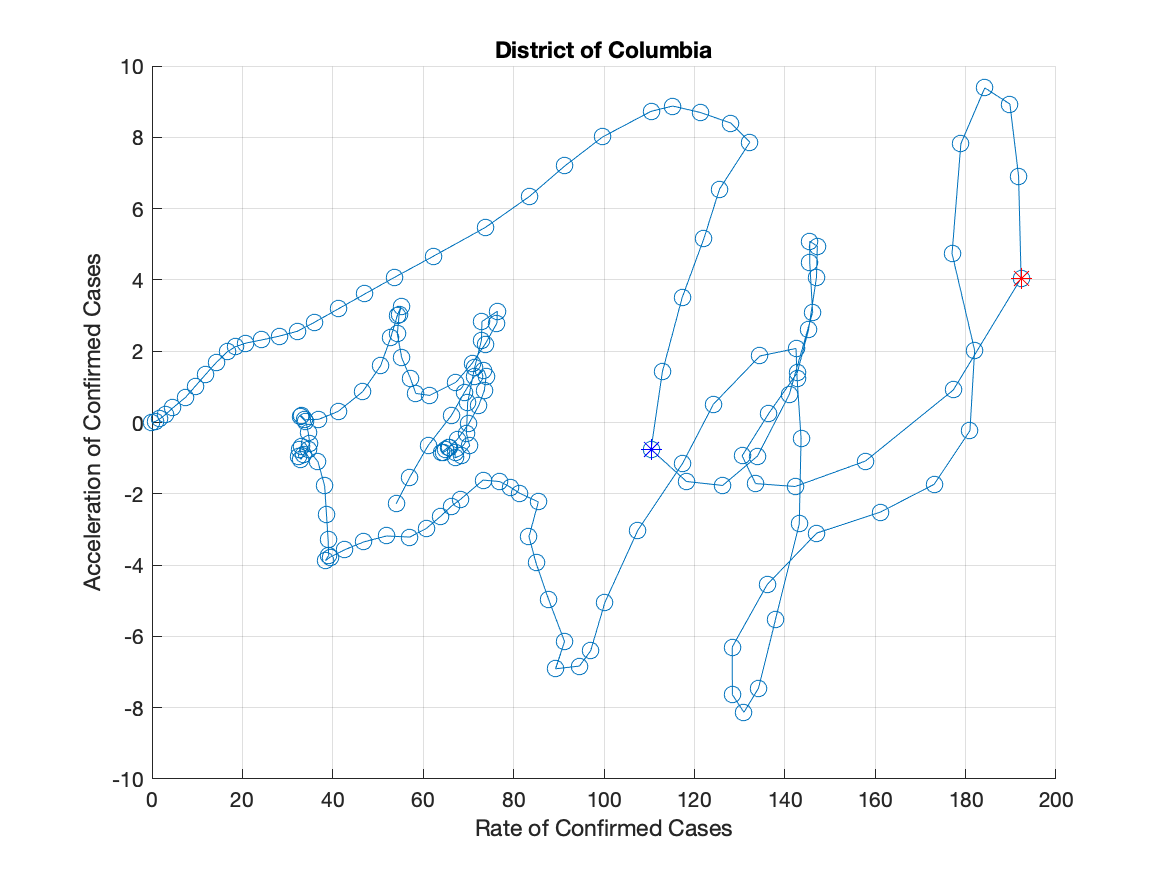 District of Columbia
10
8
6
4
2
0
-2
-4
-6
-8
-10
Acceleration of Confirmed Cases
0 20 40 60 80 100 120 140 160 180 200
Rate of Confirmed Cases